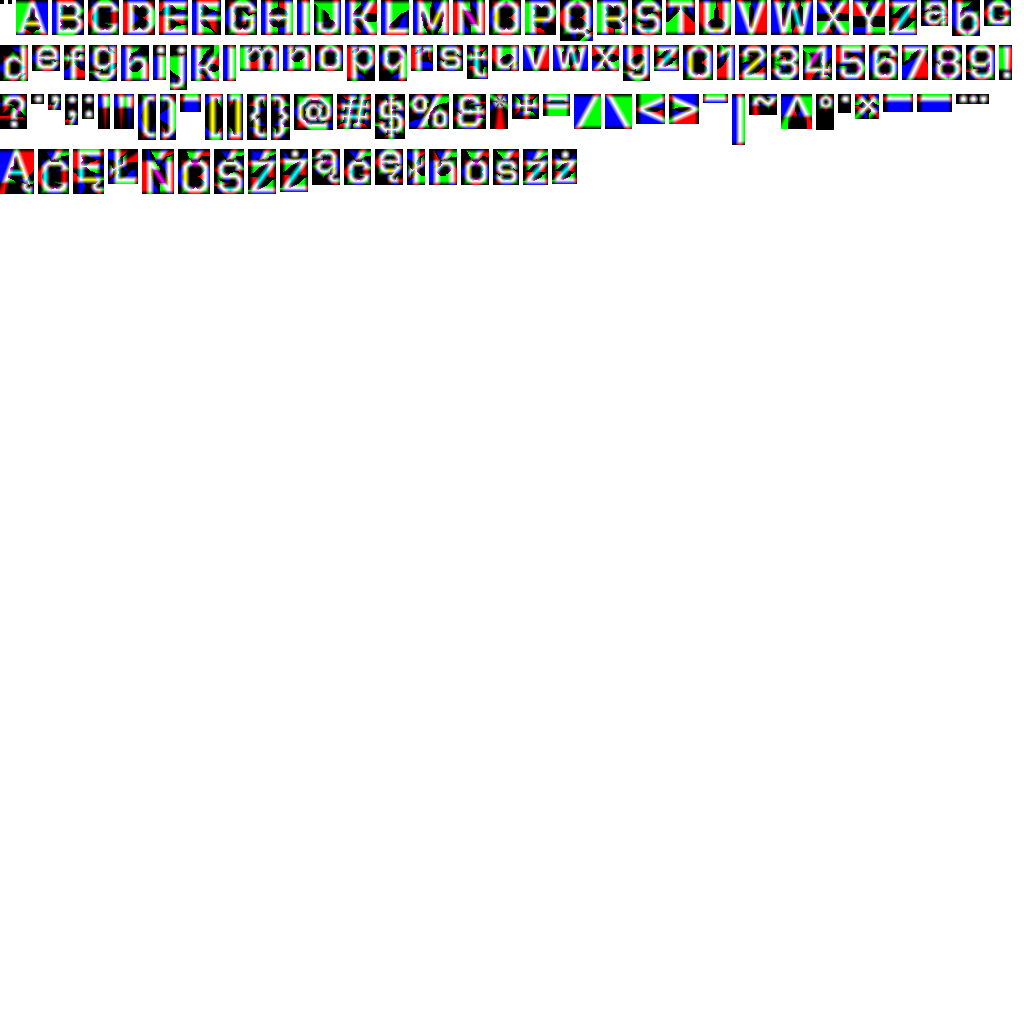 ABCDEFGHIJKLMNOPQRSTUVWXYZabc
defghijklmnopqrstuvwxyz0123456789!
?.,;:'"()-[]{}@#$%&*+=/\<>_|~^°·×–—…
ĄĆĘŁŃÓŚŹŻąćęłńóśźż